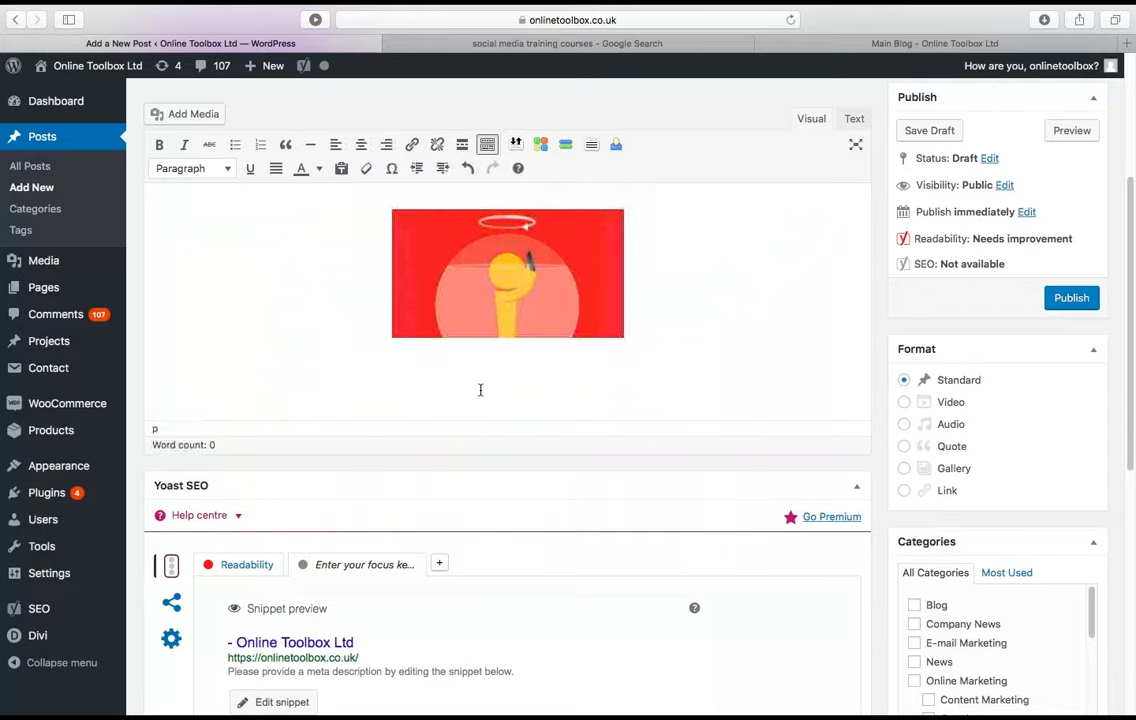 onlinetoolbox.co.uk
Add a New Post ‹ Online Toolbox Ltd — WordPress
social media training courses - Google Search
Main Blog - Online Toolbox Ltd
Online Toolbox Ltd 4 107 New
How are you, onlinetoolbox?
Dashboard
Posts
All Posts
Add New
Categories
Tags
Media
Pages
Comments 107
Projects
Contact
WooCommerce
Products
Appearance
Plugins 4
Users
Tools
Settings
SEO
Divi
Collapse menu
Add Media
Visual Text
B I ABC
Paragraph U A Ω
p
Word count: 0
Yoast SEO
Help centre
Go Premium
Readability
Enter your focus ke...
Snippet preview
- Online Toolbox Ltd
https://onlinetoolbox.co.uk/
Please provide a meta description by editing the snippet below.
Edit snippet
Publish
Save Draft Preview
Status: Draft Edit
Visibility: Public Edit
Publish immediately Edit
Readability: Needs improvement
SEO: Not available
Publish
Format
Standard
Video
Audio
Quote
Gallery
Link
Categories
All Categories Most Used
Blog
Company News
E-mail Marketing
News
Online Marketing
Content Marketing